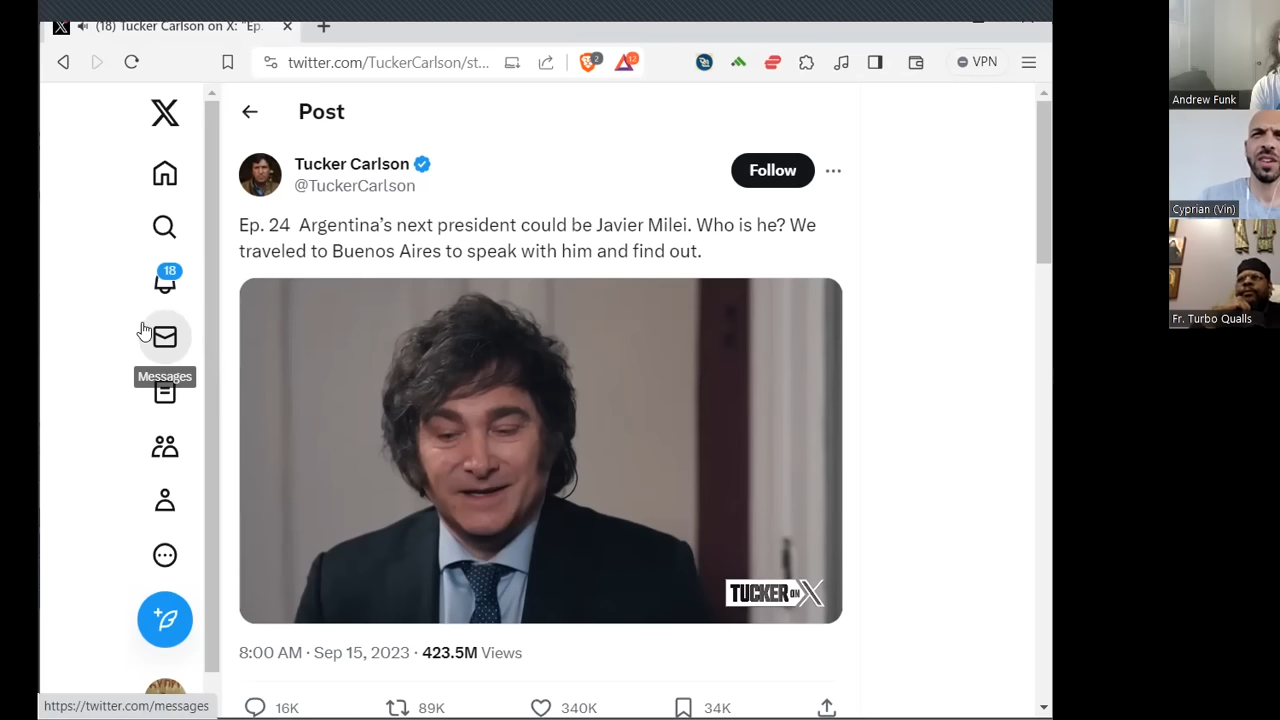 (18) Tucker Carlson on X: "Ep.
twitter.com/TuckerCarlson/st...
2
12
VPN
Post
Tucker Carlson
@TuckerCarlson
Follow
Ep. 24 Argentina's next president could be Javier Milei. Who is he? We
traveled to Buenos Aires to speak with him and find out.
18
Messages
TUCKER ON X
8:00 AM · Sep 15, 2023 · 423.5M Views
16K 89K 340K 34K
https://twitter.com/messages
Andrew Funk
Cyprian (Vin)
Fr. Turbo Qualls